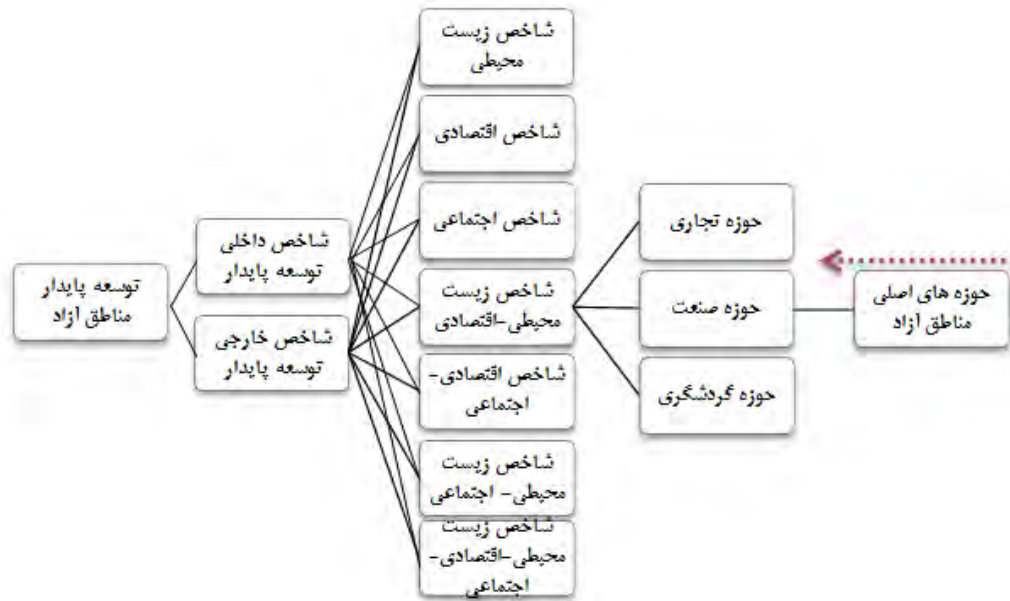 حوزه های اصلی
مناطق آزاد
حوزه تجاری
حوزه صنعت
حوزه گردشگری
شاخص زیست
محیطی
شاخص اقتصادی
شاخص اجتماعی
شاخص زیست
محیطی-اقتصادی
شاخص اقتصادی-
اجتماعی
شاخص زیست
محیطی- اجتماعی
شاخص زیست
محیطی-اقتصادی-
اجتماعی
شاخص داخلی
توسعه پایدار
شاخص خارجی
توسعه پایدار
توسعه پایدار
مناطق آزاد